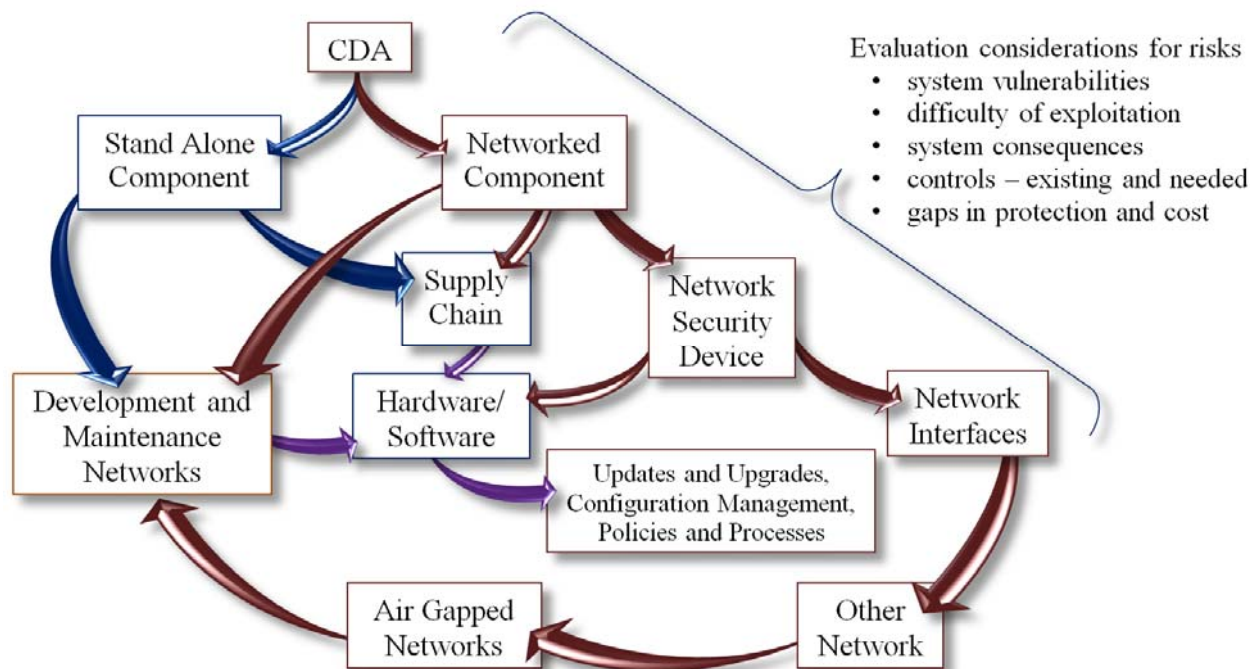 CDA
Evaluation considerations for risks
• system vulnerabilities
• difficulty of exploitation
• system consequences
• controls – existing and needed
• gaps in protection and cost
Stand Alone
Component
Networked
Component
Supply
Chain
Network
Security
Device
Development and
Maintenance
Networks
Hardware/
Software
Network
Interfaces
Updates and Upgrades,
Configuration Management,
Policies and Processes
Air Gapped
Networks
Other
Network